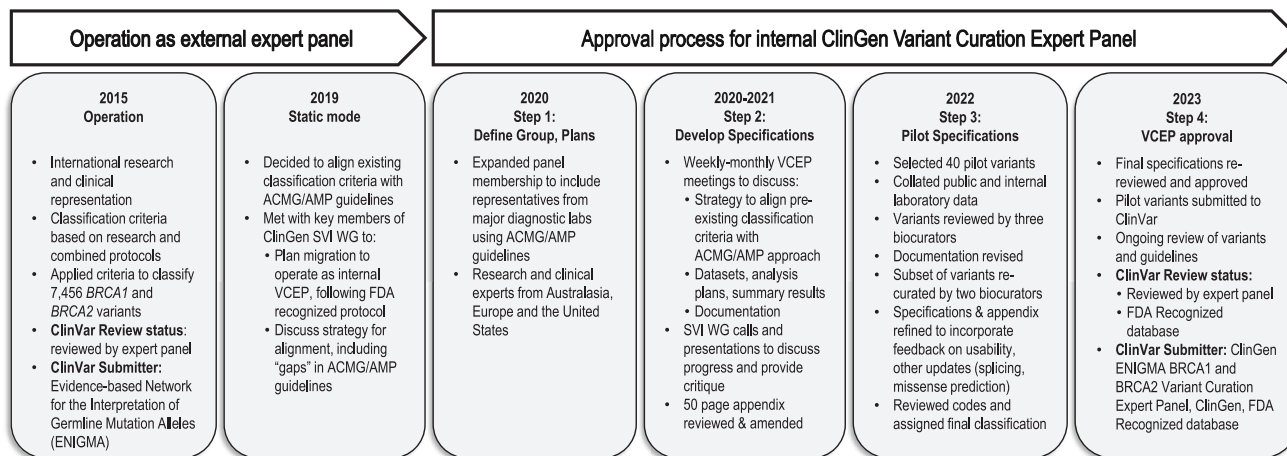 Operation as external expert panel
Approval process for internal ClinGen Variant Curation Expert Panel
2015
Operation
• International research
and clinical
representation
• Classification criteria
based on research and
combined protocols
• Applied criteria to classify
7,456 BRCA1 and
BRCA2 variants
• ClinVar Review status:
reviewed by expert panel
• ClinVar Submitter:
Evidence-based Network
for the Interpretation of
Germline Mutation Alleles
(ENIGMA)
2019
Static mode
• Decided to align existing
classification criteria with
ACMG/AMP guidelines
• Met with key members of
ClinGen SVI WG to:
• Plan migration to
operate as internal
VCEP, following FDA
recognized protocol
• Discuss strategy for
alignment, including
“gaps” in ACMG/AMP
guidelines
2020
Step 1:
Define Group, Plans
• Expanded panel
membership to include
representatives from
major diagnostic labs
using ACMG/AMP
guidelines
• Research and clinical
experts from Australasia,
Europe and the United
States
2020-2021
Step 2:
Develop Specifications
• Weekly-monthly VCEP
meetings to discuss:
• Strategy to align pre-
existing classification
criteria with
ACMG/AMP approach
• Datasets, analysis
plans, summary results
• Documentation
• SVI WG calls and
presentations to discuss
progress and provide
critique
• 50 page appendix
reviewed & amended
2022
Step 3:
Pilot Specifications
• Selected 40 pilot variants
• Collated public and internal
laboratory data
• Variants reviewed by three
biocurators
• Documentation revised
• Subset of variants re-
curated by two biocurators
• Specifications & appendix
refined to incorporate
feedback on usability,
other updates (splicing,
missense prediction)
• Reviewed codes and
assigned final classification
2023
Step 4:
VCEP approval
• Final specifications re-
reviewed and approved
• Pilot variants submitted to
ClinVar
• Ongoing review of variants
and guidelines
• ClinVar Review status:
• Reviewed by expert panel
• FDA Recognized
database
• ClinVar Submitter: ClinGen
ENIGMA BRCA1 and
BRCA2 Variant Curation
Expert Panel, ClinGen, FDA
Recognized database